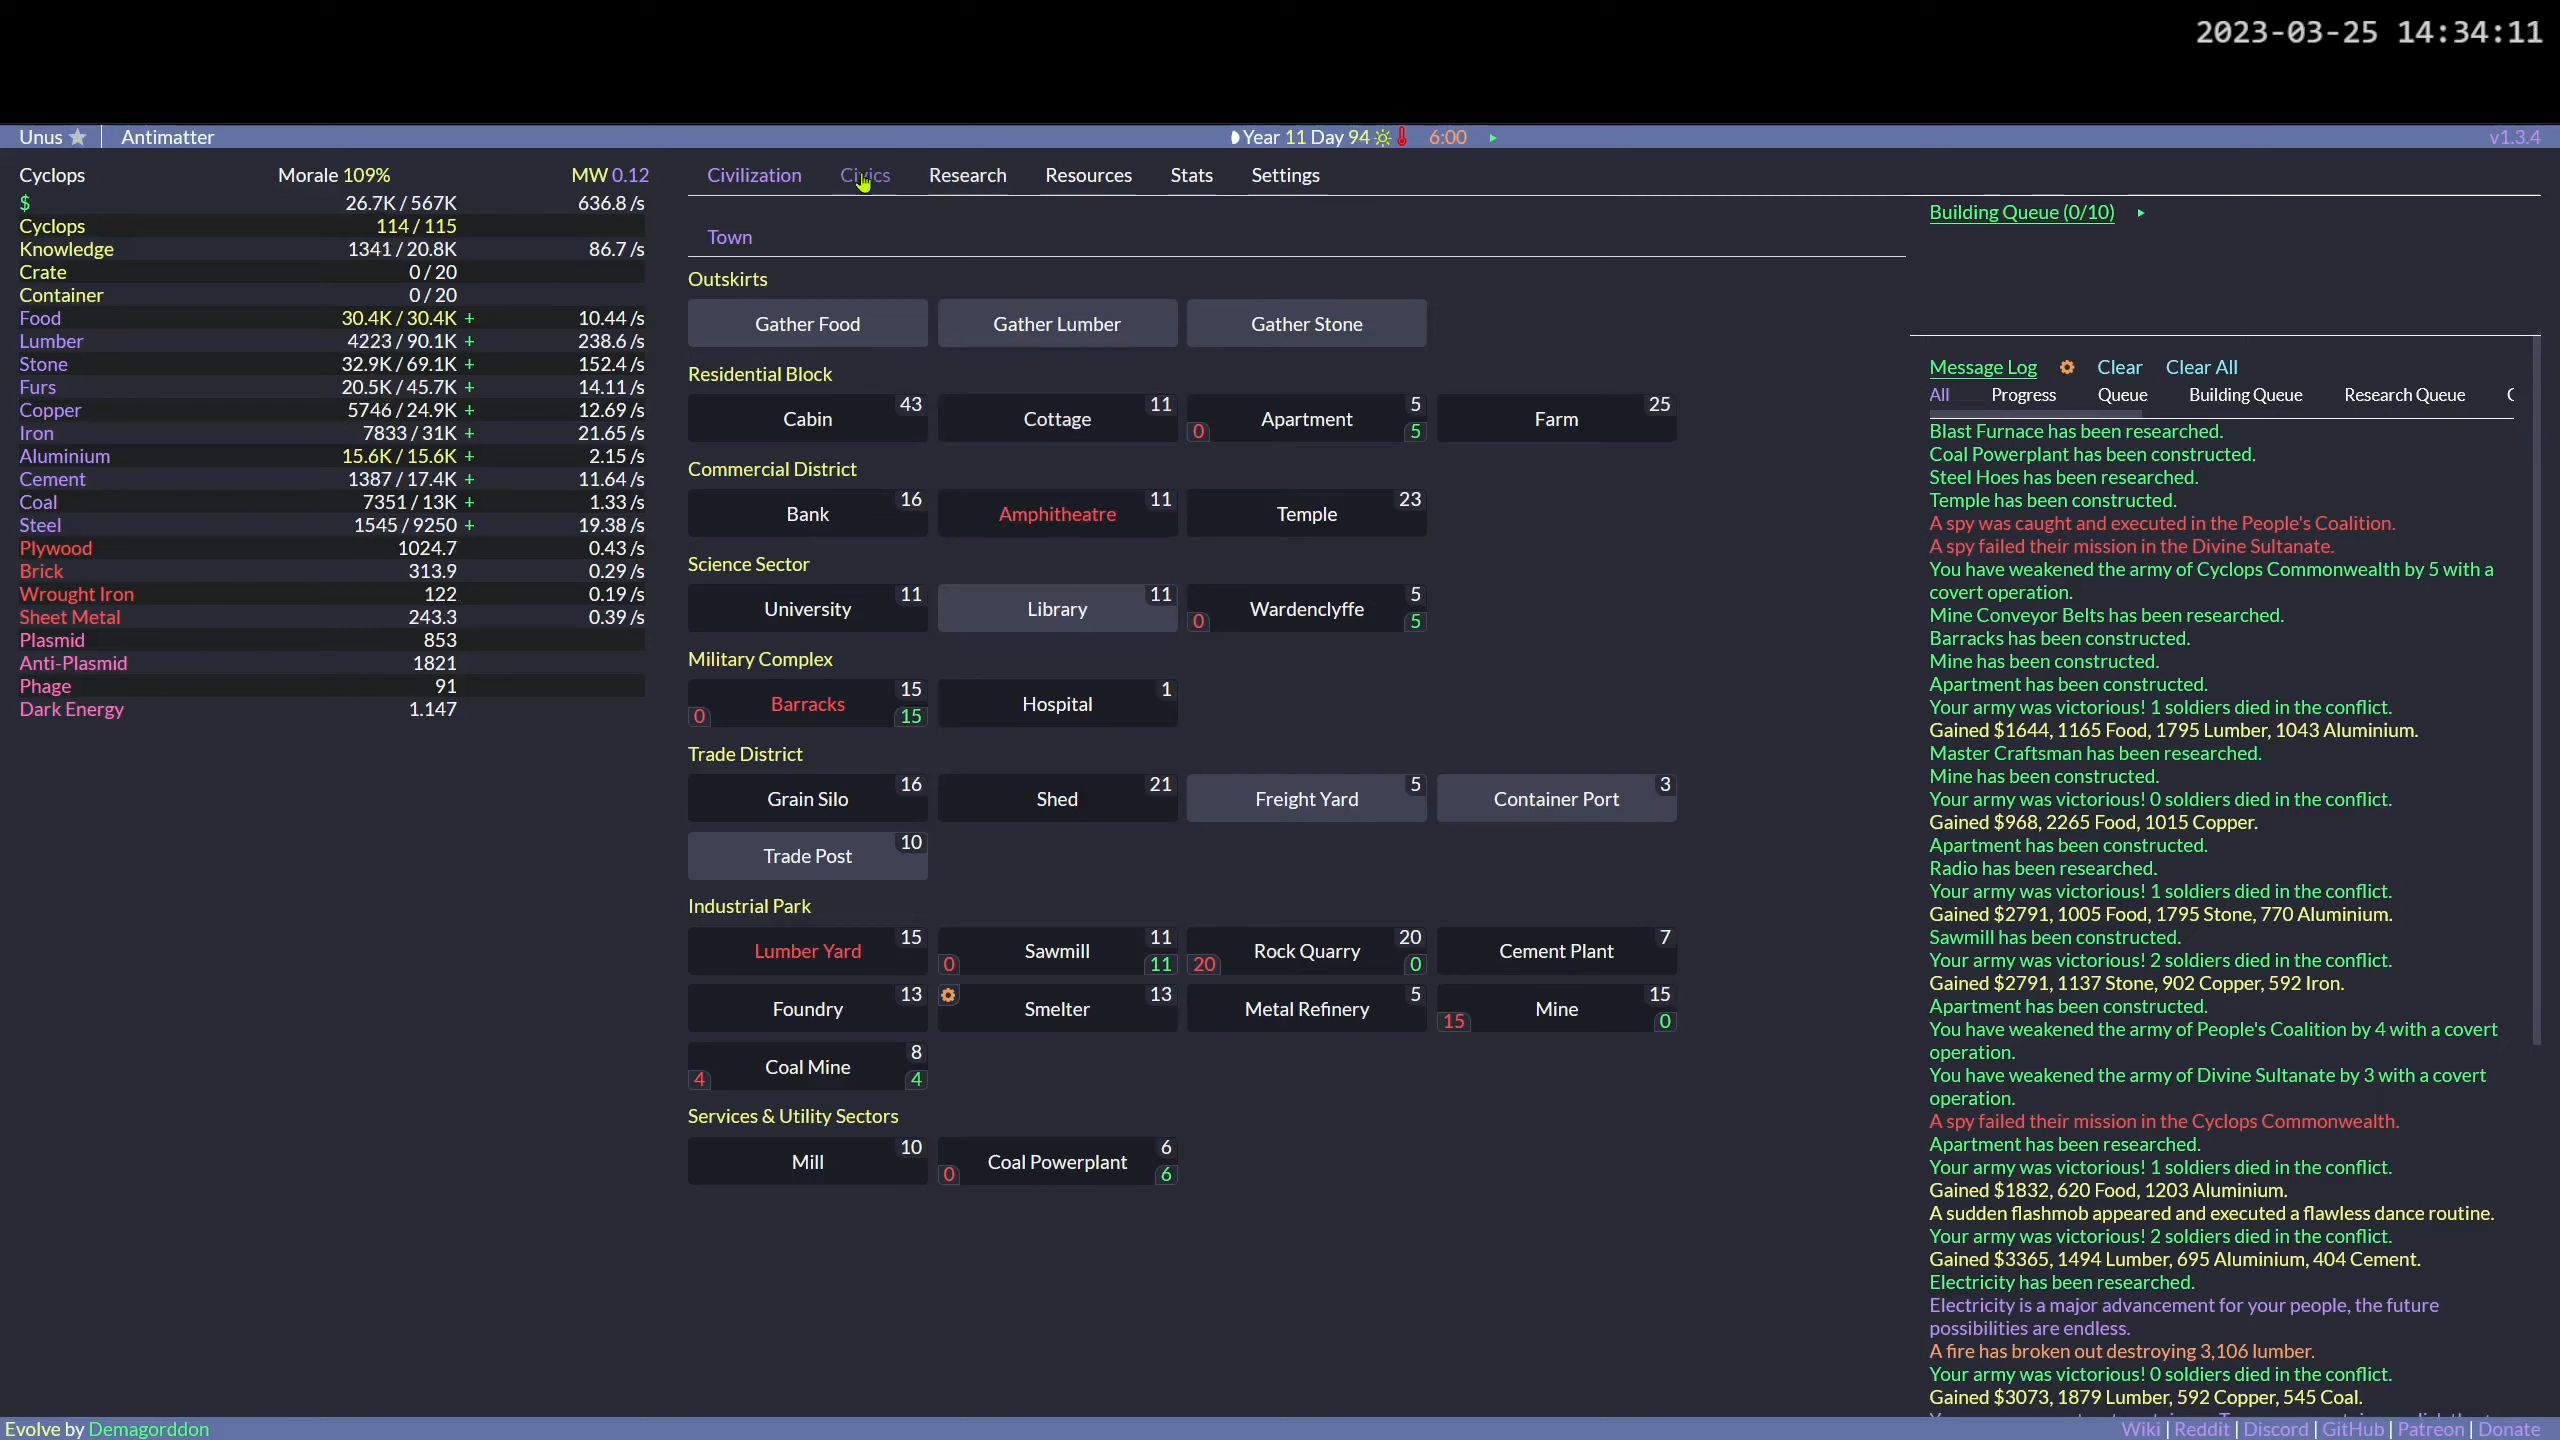 2023-03-25 14:34:11
Unus Antimatter Year 11 Day 94 6:00 v1.3.4
Cyclops Morale 109% MW 0.12
$ 26.7K / 567K 636.8 /s
Cyclops 114 / 115
Knowledge 1341 / 20.8K 86.7 /s
Crate 0 / 20
Container 0 / 20
Food 30.4K / 30.4K + 10.44 /s
Lumber 4223 / 90.1K + 238.6 /s
Stone 32.9K / 69.1K + 152.4 /s
Furs 20.5K / 45.7K + 14.11 /s
Copper 5746 / 24.9K + 12.69 /s
Iron 7833 / 31K + 21.65 /s
Aluminium 15.6K / 15.6K + 2.15 /s
Cement 1387 / 17.4K + 11.64 /s
Coal 7351 / 13K + 1.33 /s
Steel 1545 / 9250 + 19.38 /s
Plywood 1024.7 0.43 /s
Brick 313.9 0.29 /s
Wrought Iron 122 0.19 /s
Sheet Metal 243.3 0.39 /s
Plasmid 853
Anti-Plasmid 1821
Phage 91
Dark Energy 1.147
Civilization Civics Research Resources Stats Settings
Town
Outskirts
Gather Food Gather Lumber Gather Stone
Residential Block
Cabin 43 Cottage 11 0 Apartment 5 5 Farm 25
Commercial District
Bank 16 Amphitheatre 11 Temple 23
Science Sector
University 11 Library 11 0 Wardenclyffe 5 5
Military Complex
0 Barracks 15 15 Hospital 1
Trade District
Grain Silo 16 Shed 21 Freight Yard 5 Container Port 3
Trade Post 10
Industrial Park
Lumber Yard 15 0 Sawmill 11 11 20 Rock Quarry 20 0 Cement Plant 7
Foundry 13 Smelter 13 Metal Refinery 5 15 Mine 15 0
4 Coal Mine 8 4
Services & Utility Sectors
Mill 10 0 Coal Powerplant 6 6
Building Queue (0/10)
Message Log Clear Clear All
All Progress Queue Building Queue Research Queue
Blast Furnace has been researched.
Coal Powerplant has been constructed.
Steel Hoes has been researched.
Temple has been constructed.
A spy was caught and executed in the People's Coalition.
A spy failed their mission in the Divine Sultanate.
You have weakened the army of Cyclops Commonwealth by 5 with a
covert operation.
Mine Conveyor Belts has been researched.
Barracks has been constructed.
Mine has been constructed.
Apartment has been constructed.
Your army was victorious! 1 soldiers died in the conflict.
Gained $1644, 1165 Food, 1795 Lumber, 1043 Aluminium.
Master Craftsman has been researched.
Mine has been constructed.
Your army was victorious! 0 soldiers died in the conflict.
Gained $968, 2265 Food, 1015 Copper.
Apartment has been constructed.
Radio has been researched.
Your army was victorious! 1 soldiers died in the conflict.
Gained $2791, 1005 Food, 1795 Stone, 770 Aluminium.
Sawmill has been constructed.
Your army was victorious! 2 soldiers died in the conflict.
Gained $2791, 1137 Stone, 902 Copper, 592 Iron.
Apartment has been constructed.
You have weakened the army of People's Coalition by 4 with a covert
operation.
You have weakened the army of Divine Sultanate by 3 with a covert
operation.
A spy failed their mission in the Cyclops Commonwealth.
Apartment has been researched.
Your army was victorious! 1 soldiers died in the conflict.
Gained $1832, 620 Food, 1203 Aluminium.
A sudden flashmob appeared and executed a flawless dance routine.
Your army was victorious! 2 soldiers died in the conflict.
Gained $3365, 1494 Lumber, 695 Aluminium, 404 Cement.
Electricity has been researched.
Electricity is a major advancement for your people, the future
possibilities are endless.
A fire has broken out destroying 3,106 lumber.
Your army was victorious! 0 soldiers died in the conflict.
Gained $3073, 1879 Lumber, 592 Copper, 545 Coal.
Evolve by Demagorddon Wiki | Reddit | Discord | GitHub | Patreon | Donate